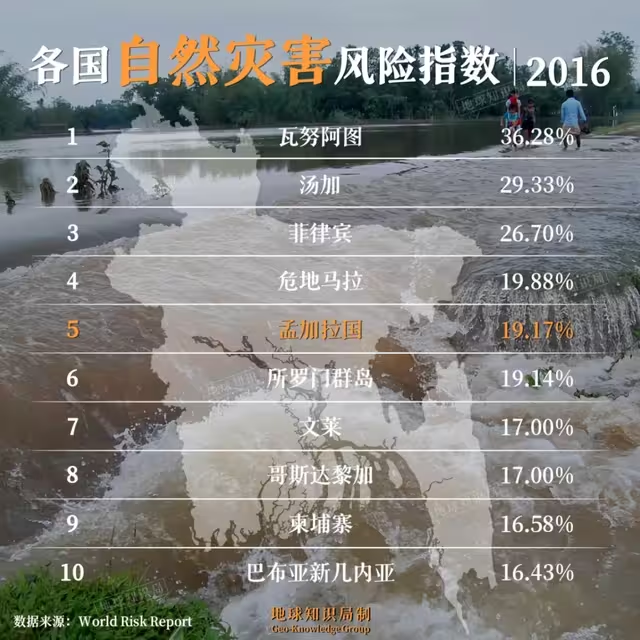 各国自然灾害风险指数|2016
1 瓦努阿图 36.28%
2 汤加 29.33%
3 菲律宾 26.70%
4 危地马拉 19.88%
5 孟加拉国 19.17%
6 所罗门群岛 19.14%
7 文莱 17.00%
8 哥斯达黎加 17.00%
9 柬埔寨 16.58%
10 巴布亚新几内亚 16.43%
数据来源：World Risk Report
地球知识局制
Geo-Knowledge Group